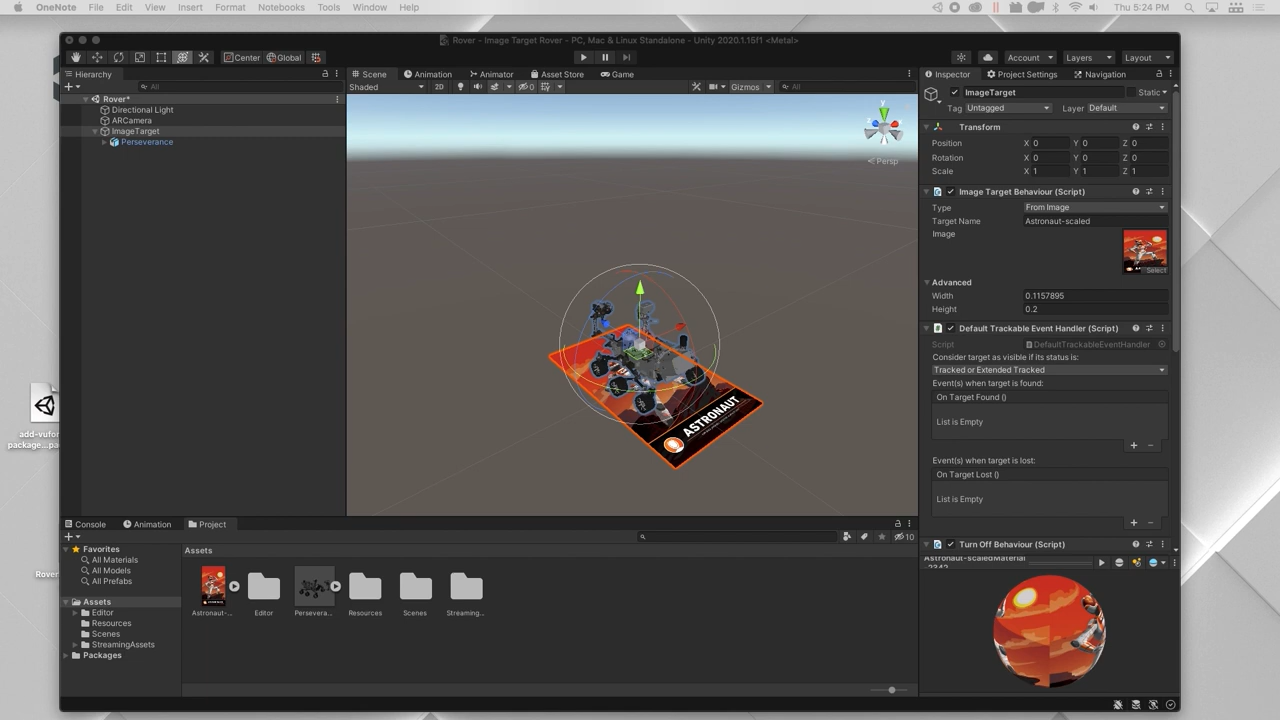 OneNote File Edit View Insert Format Notebooks Tools Window Help Thu 5:24 PM
Rover - Image Target Rover - PC, Mac & Linux Standalone - Unity 2020.1.15f1 <Metal>
Center Global Account Layers Layout
Hierarchy
All
Rover*
Directional Light
ARCamera
ImageTarget
Perseverance
Scene Animation Animator Asset Store Game
Shaded 2D 0 Gizmos All
y
Persp
Inspector Project Settings Navigation
ImageTarget Static
Tag Untagged Layer Default
Transform
Position X 0 Y 0 Z 0
Rotation X 0 Y 0 Z 0
Scale X 1 Y 1 Z 1
Image Target Behaviour (Script)
Type From Image
Target Name Astronaut-scaled
Image
Select
Advanced
Width 0.1157895
Height 0.2
Default Trackable Event Handler (Script)
Script DefaultTrackableEventHandler
Consider target as visible if its status is:
Tracked or Extended Tracked
Event(s) when target is found:
On Target Found ()
List is Empty
Event(s) when target is lost:
On Target Lost ()
List is Empty
Turn Off Behaviour (Script)
Astronaut-scaledMaterial
ASTRONAUT
Console Animation Project
10
Favorites
All Materials
All Models
All Prefabs
Assets
Editor
Resources
Scenes
StreamingAssets
Packages
Assets
Astronaut-... Editor Persevera... Resources Scenes Streaming...
add-vufor
package...pa
Rover